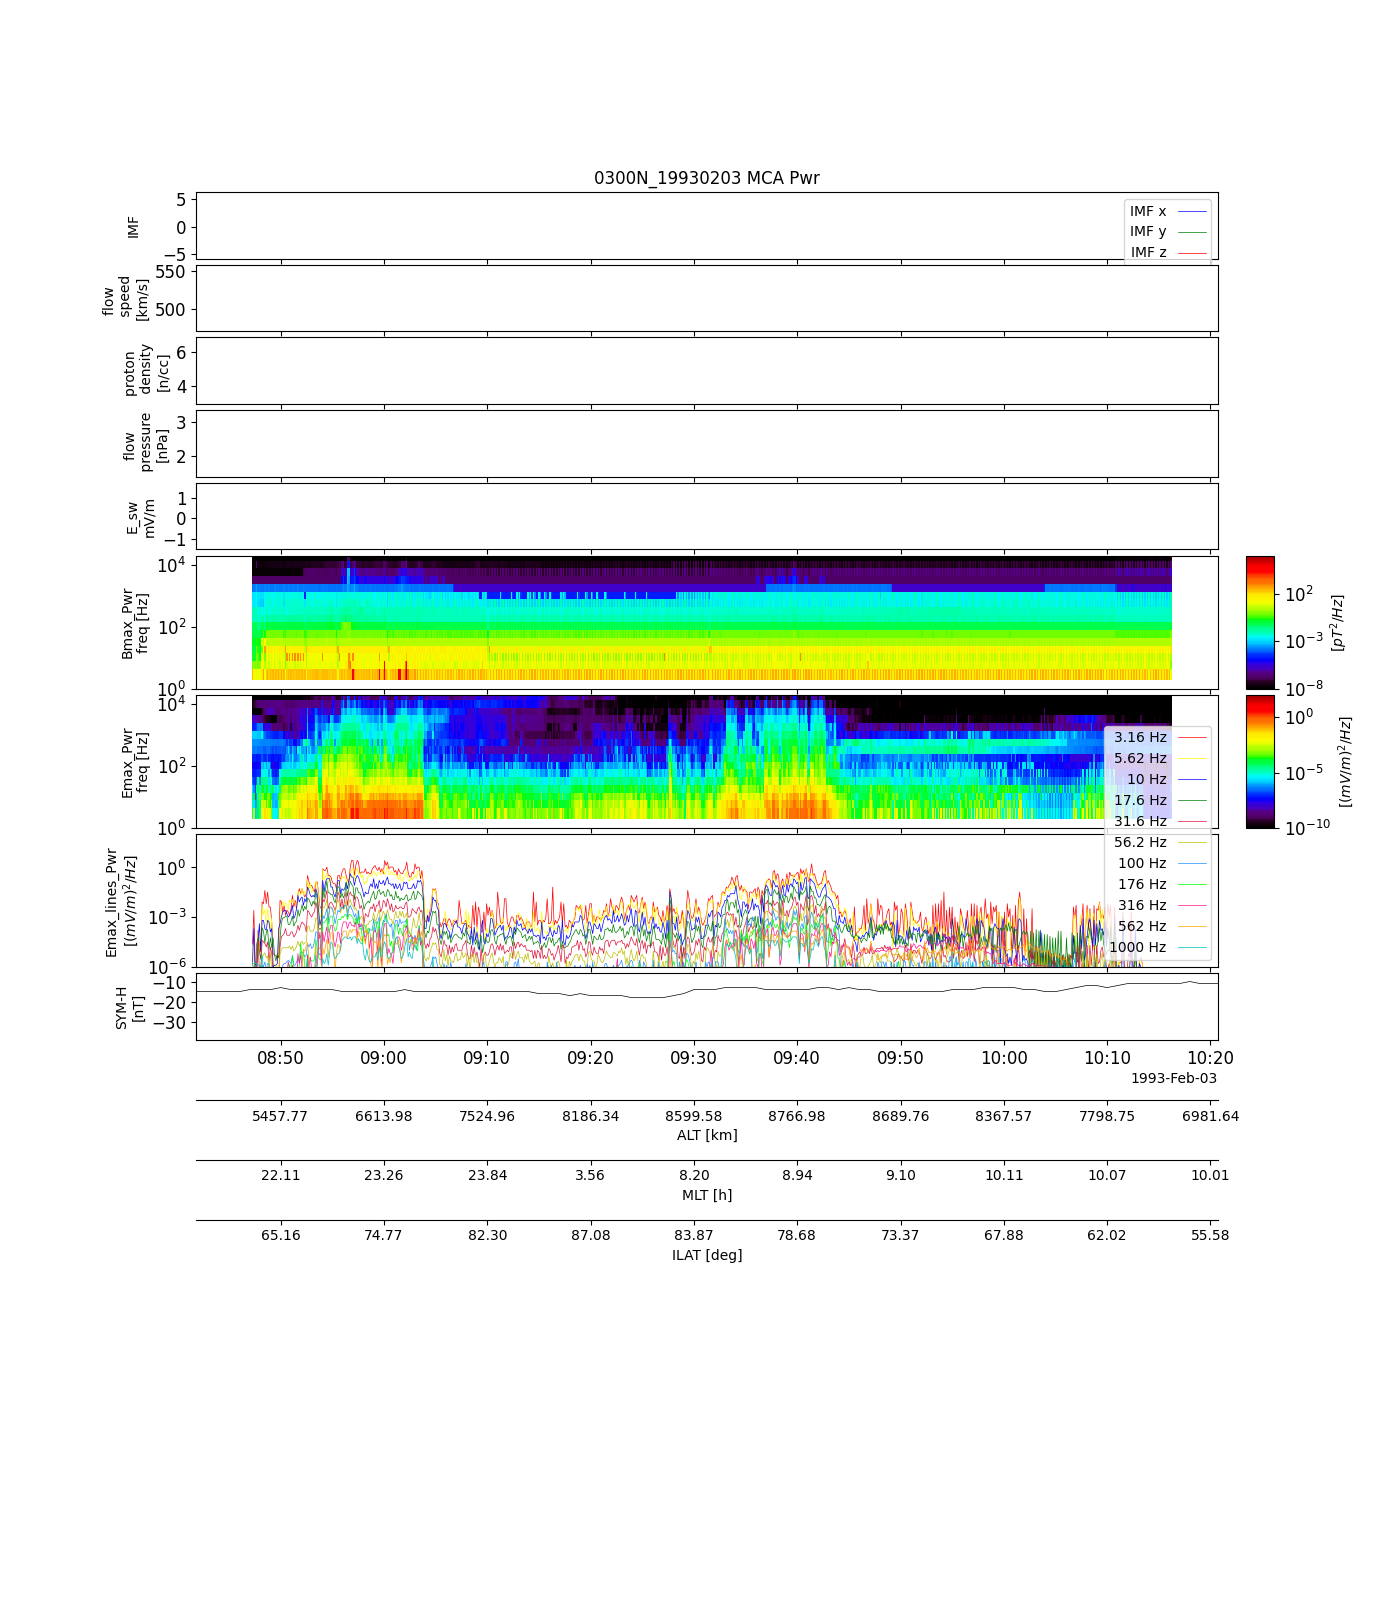 0300N_19930203 MCA Pwr
5
0
−5
IMF
IMF x
IMF y
IMF z
550
500
flow
speed
[km/s]
6
4
proton
density
[n/cc]
3
2
flow
pressure
[nPa]
1
0
−1
E_sw
mV/m
10^4
10^2
10^0
Bmax_Pwr
freq [Hz]
10^2
10^−3
10^−8
[pT^2/Hz]
10^4
10^2
10^0
Emax_Pwr
freq [Hz]
10^0
10^−5
10^−10
[(mV/m)^2/Hz]
3.16 Hz
5.62 Hz
10 Hz
17.6 Hz
31.6 Hz
56.2 Hz
100 Hz
176 Hz
316 Hz
562 Hz
1000 Hz
10^0
10^−3
10^−6
Emax_lines_Pwr
[(mV/m)^2/Hz]
−10
−20
−30
SYM-H
[nT]
08:50 09:00 09:10 09:20 09:30 09:40 09:50 10:00 10:10 10:20
1993-Feb-03
5457.77 6613.98 7524.96 8186.34 8599.58 8766.98 8689.76 8367.57 7798.75 6981.64
ALT [km]
22.11 23.26 23.84 3.56 8.20 8.94 9.10 10.11 10.07 10.01
MLT [h]
65.16 74.77 82.30 87.08 83.87 78.68 73.37 67.88 62.02 55.58
ILAT [deg]